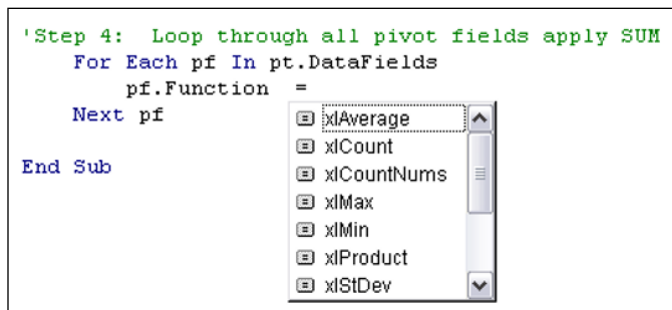 'Step 4:  Loop through all pivot fields apply SUM
For Each pf In pt.DataFields
pf.Function  =
Next pf
End Sub
xlAverage
xlCount
xlCountNums
xlMax
xlMin
xlProduct
xlStDev